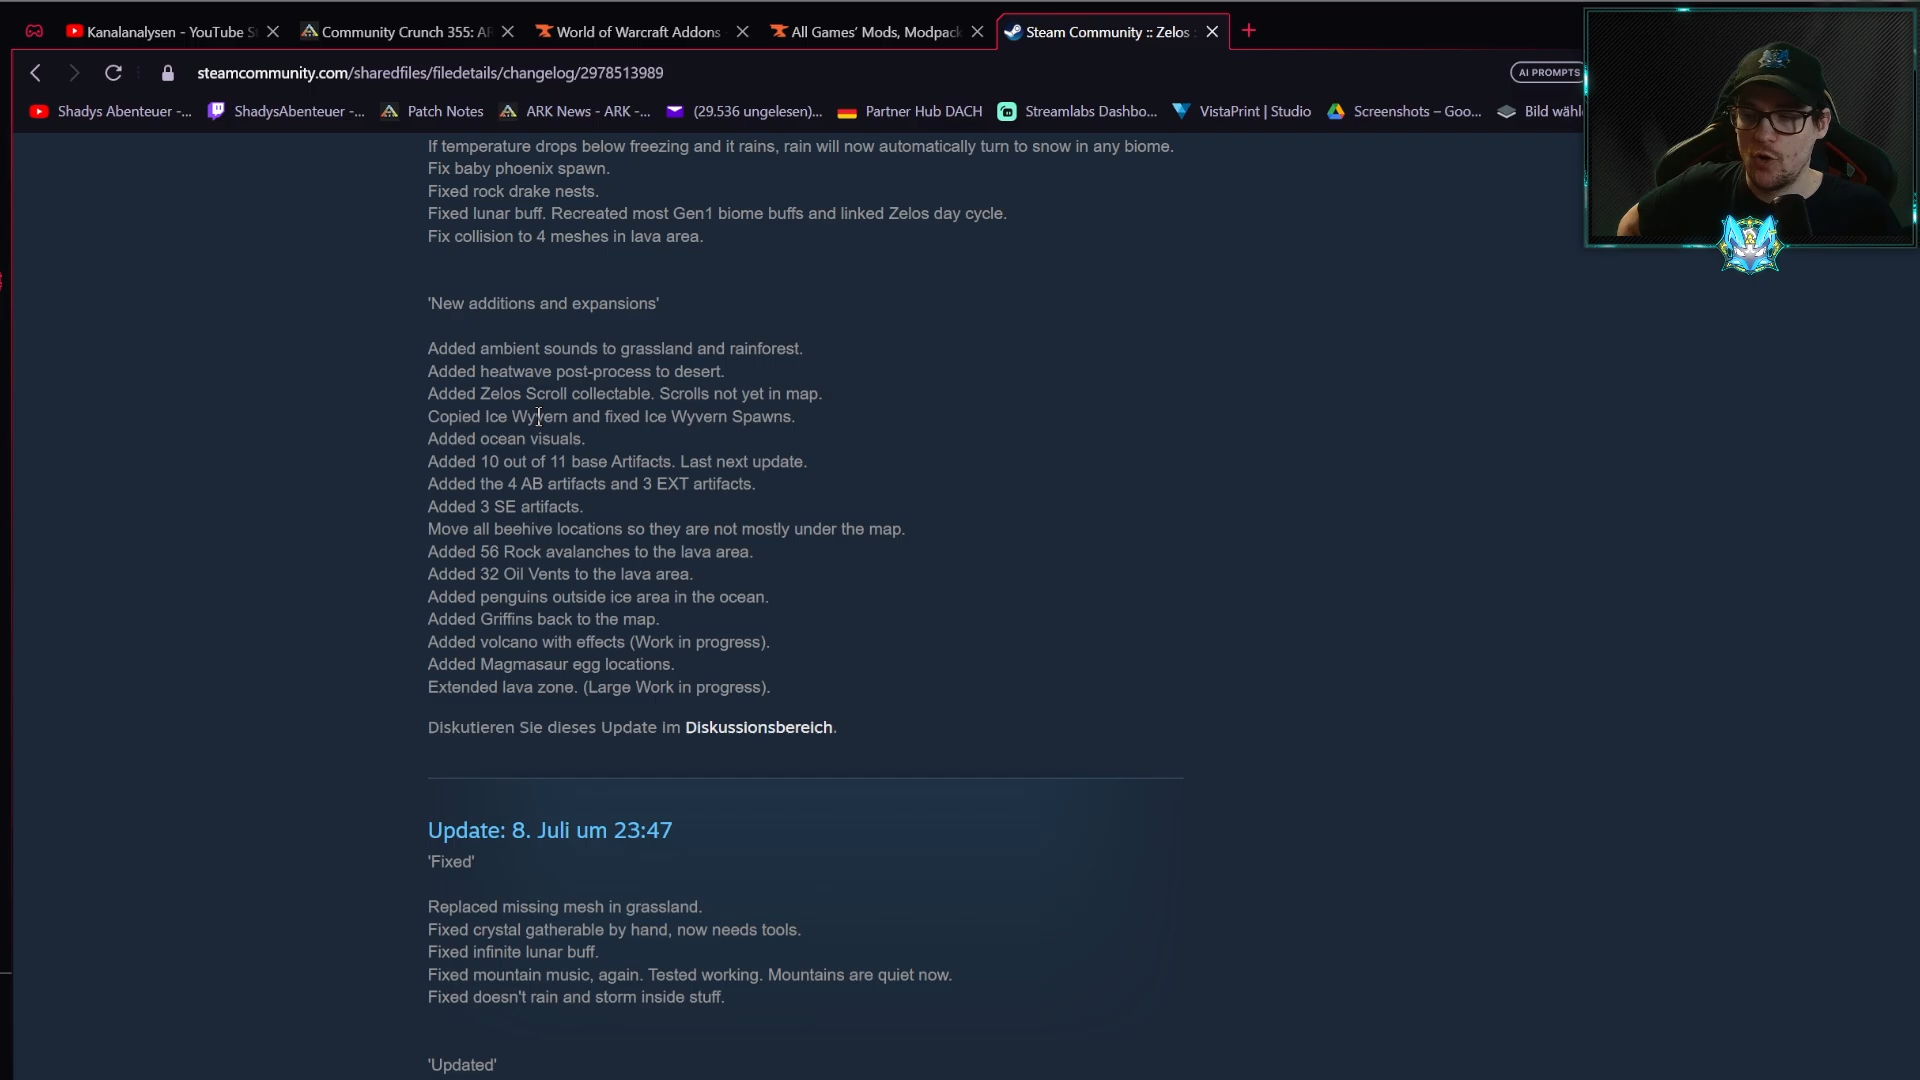 Kanalanalysen - YouTube S
Community Crunch 355: AR
World of Warcraft Addons
All Games' Mods, Modpack
Steam Community :: Zelos :
steamcommunity.com/sharedfiles/filedetails/changelog/2978513989
AI PROMPTS
Shadys Abenteuer -...
ShadysAbenteuer -...
Patch Notes
ARK News - ARK -...
(29.536 ungelesen)...
Partner Hub DACH
Streamlabs Dashbo...
VistaPrint | Studio
Screenshots – Goo...
Bild wähl
If temperature drops below freezing and it rains, rain will now automatically turn to snow in any biome.
Fix baby phoenix spawn.
Fixed rock drake nests.
Fixed lunar buff. Recreated most Gen1 biome buffs and linked Zelos day cycle.
Fix collision to 4 meshes in lava area.
'New additions and expansions'
Added ambient sounds to grassland and rainforest.
Added heatwave post-process to desert.
Added Zelos Scroll collectable. Scrolls not yet in map.
Copied Ice Wyvern and fixed Ice Wyvern Spawns.
Added ocean visuals.
Added 10 out of 11 base Artifacts. Last next update.
Added the 4 AB artifacts and 3 EXT artifacts.
Added 3 SE artifacts.
Move all beehive locations so they are not mostly under the map.
Added 56 Rock avalanches to the lava area.
Added 32 Oil Vents to the lava area.
Added penguins outside ice area in the ocean.
Added Griffins back to the map.
Added volcano with effects (Work in progress).
Added Magmasaur egg locations.
Extended lava zone. (Large Work in progress).
Diskutieren Sie dieses Update im Diskussionsbereich.
Update: 8. Juli um 23:47
'Fixed'
Replaced missing mesh in grassland.
Fixed crystal gatherable by hand, now needs tools.
Fixed infinite lunar buff.
Fixed mountain music, again. Tested working. Mountains are quiet now.
Fixed doesn't rain and storm inside stuff.
'Updated'